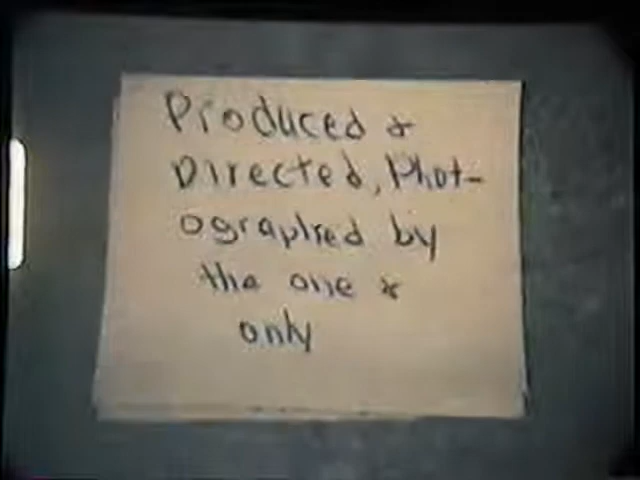 Produced &
Directed, Phot-
ographed by
the one &
only